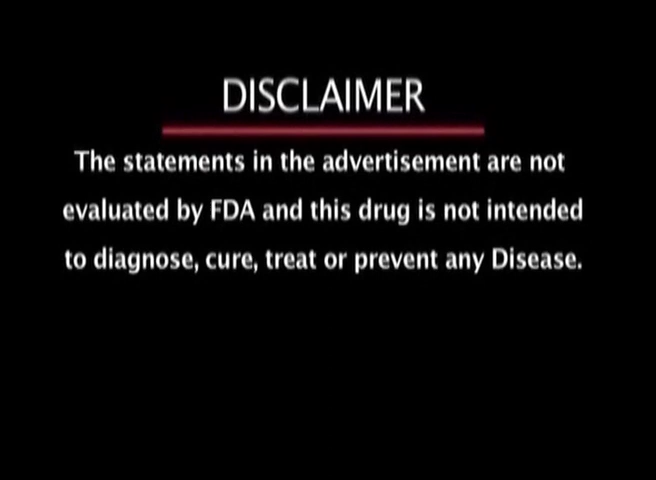 DISCLAIMER
The statements in the advertisement are not
evaluated by FDA and this drug is not intended
to diagnose, cure, treat or prevent any Disease.